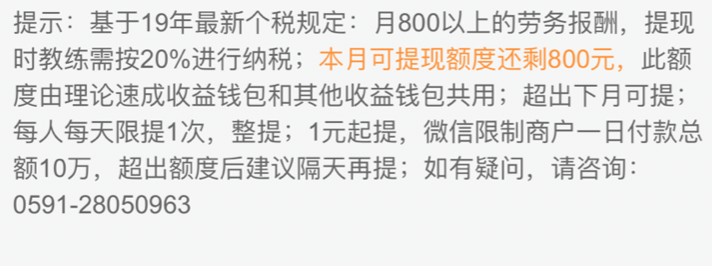 提示：基于19年最新个税规定：月800以上的劳务报酬，提现
时教练需按20%进行纳税；本月可提现额度还剩800元，此额
度由理论速成收益钱包和其他收益钱包共用；超出下月可提；
每人每天限提1次，整提；1元起提，微信限制商户一日付款总
额10万，超出额度后建议隔天再提；如有疑问，请咨询：
0591-28050963